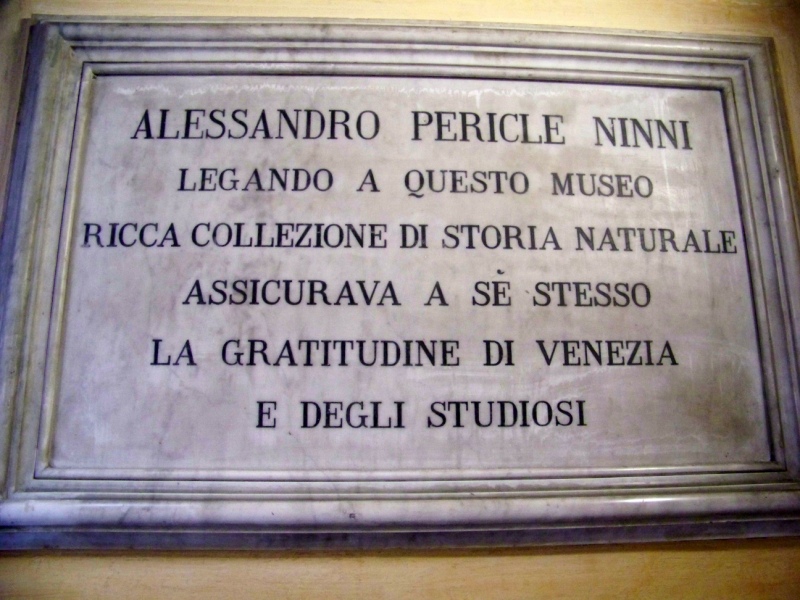 ALESSANDRO PERICLE NINNI
LEGANDO A QUESTO MUSEO
RICCA COLLEZIONE DI STORIA NATURALE
ASSICURAVA A SÈ STESSO
LA GRATITUDINE DI VENEZIA
E DEGLI STUDIOSI